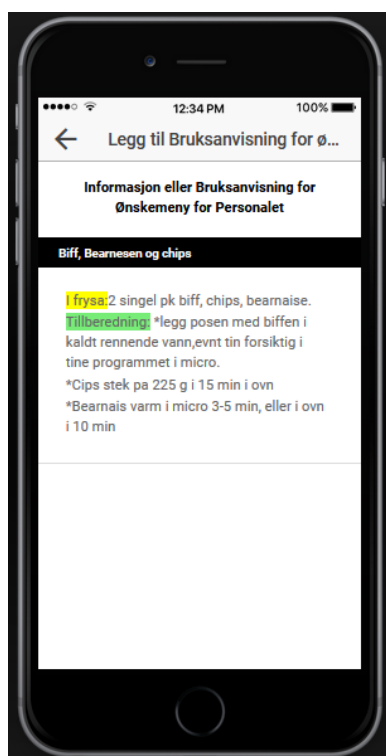 12:34 PM
100%
Legg til Bruksanvisning for ø...
Informasjon eller Bruksanvisning for
Ønskemeny for Personalet
Biff, Bearnesen og chips
I frysa:2 singel pk biff, chips, bearnaise.
Tillberedning: *legg posen med biffen i
kaldt rennende vann,evnt tin forsiktig i
tine programmet i micro.
*Cips stek pa 225 g i 15 min i ovn
*Bearnais varm i micro 3-5 min, eller i ovn
i 10 min